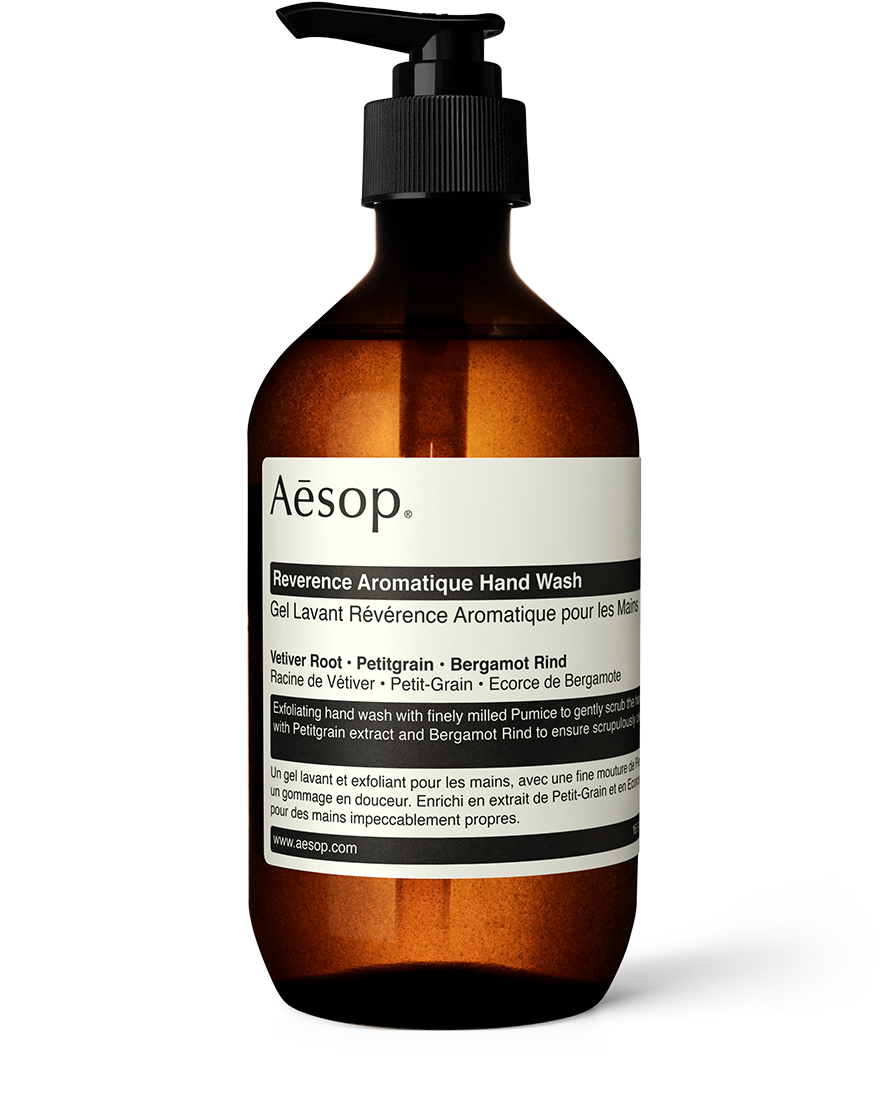 Aēsop®
Reverence Aromatique Hand Wash
Gel Lavant Révérence Aromatique pour les Mains
Vetiver Root • Petitgrain • Bergamot Rind
Racine de Vétiver • Petit-Grain • Ecorce de Bergamote
Exfoliating hand wash with finely milled Pumice to gently scrub the
with Petitgrain extract and Bergamot Rind to ensure scrupulously
Un gel lavant et exfoliant pour les mains, avec une fine mouture de
un gommage en douceur. Enrichi en extrait de Petit-Grain et en
pour des mains impeccablement propres.
www.aesop.com